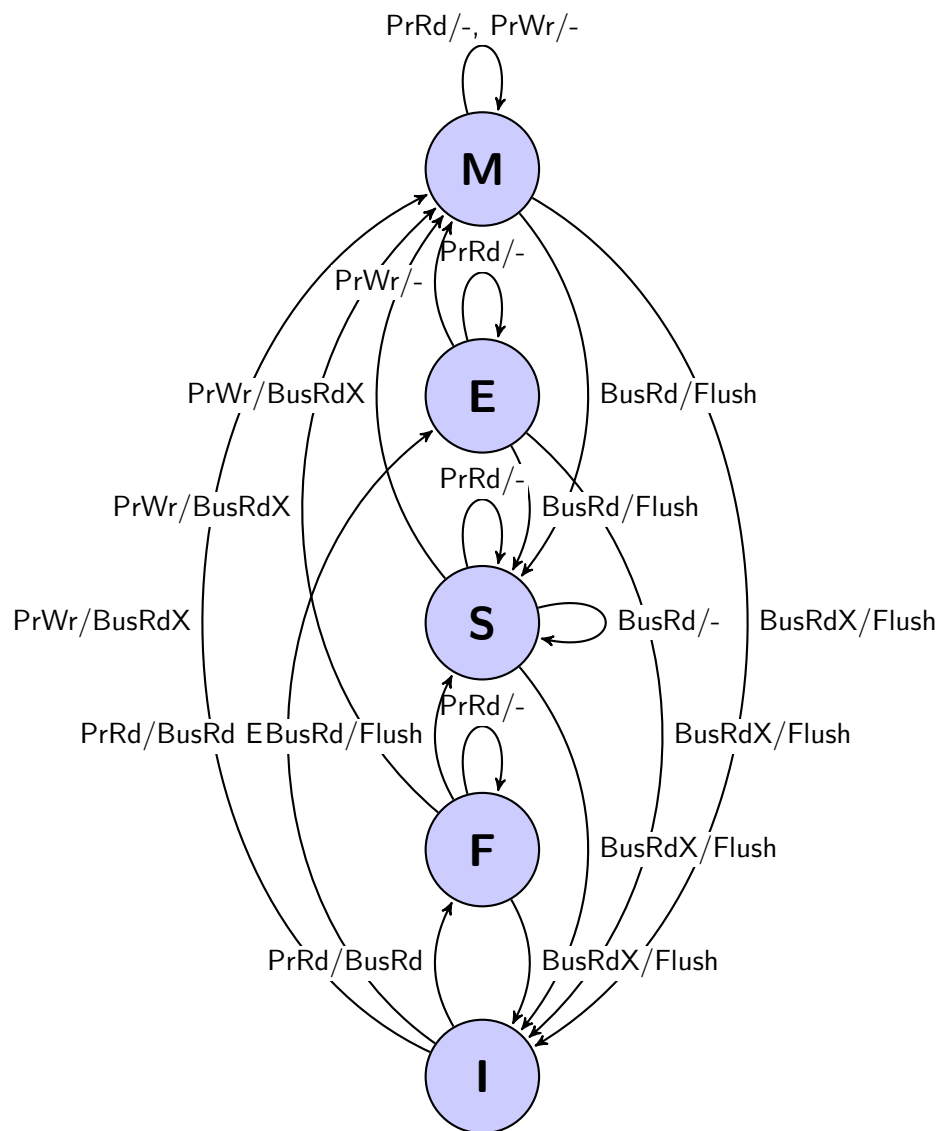 PrRd/-, PrWr/-
M
PrRd/-
PrWr/-
PrWr/BusRdX
E
BusRd/Flush
PrRd/-
PrWr/BusRdX
BusRd/Flush
PrWr/BusRdX
S
BusRd/-
BusRdX/Flush
PrRd/-
PrRd/BusRd E
BusRd/Flush
BusRdX/Flush
F
BusRdX/Flush
PrRd/BusRd
BusRdX/Flush
I